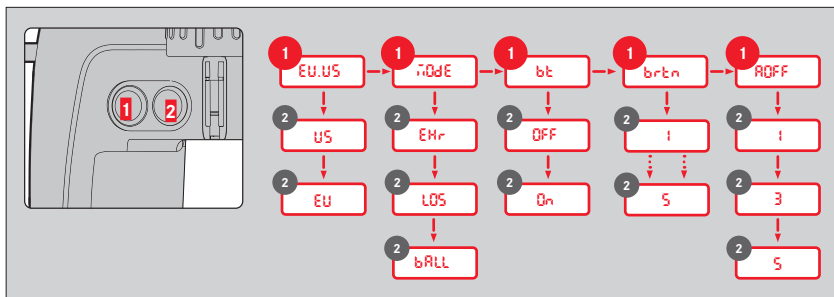 1 1 1 1 1
EU.US MOdE bt brtn AOFF
1 2
2 2 2 2 2
US EHr OFF 1 1
2 2 2 2 2
EU LOS On 5 3
2 2
bALL 5